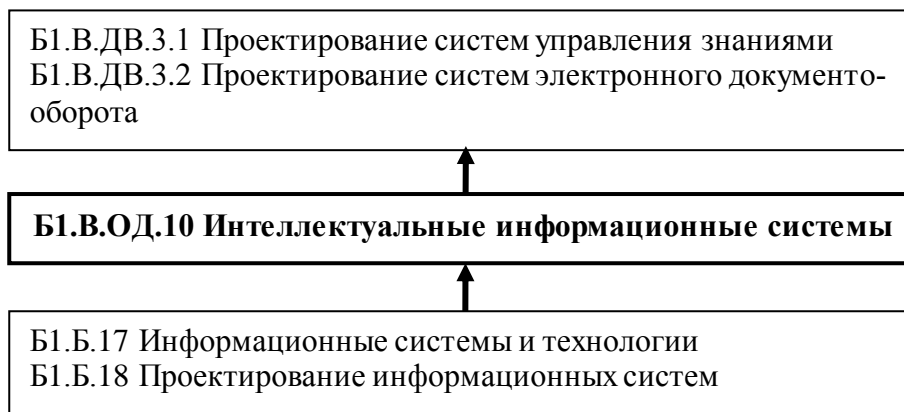 Б1.В.ДВ.3.1 Проектирование систем управления знаниями
Б1.В.ДВ.3.2 Проектирование систем электронного документо-
оборота
Б1.В.ОД.10 Интеллектуальные информационные системы
Б1.Б.17 Информационные системы и технологии
Б1.Б.18 Проектирование информационных систем